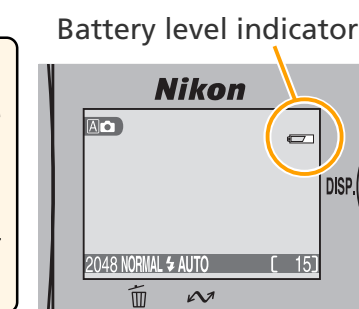 Battery level indicator
Nikon
A
DISP.
2048 NORMAL AUTO [ 15]